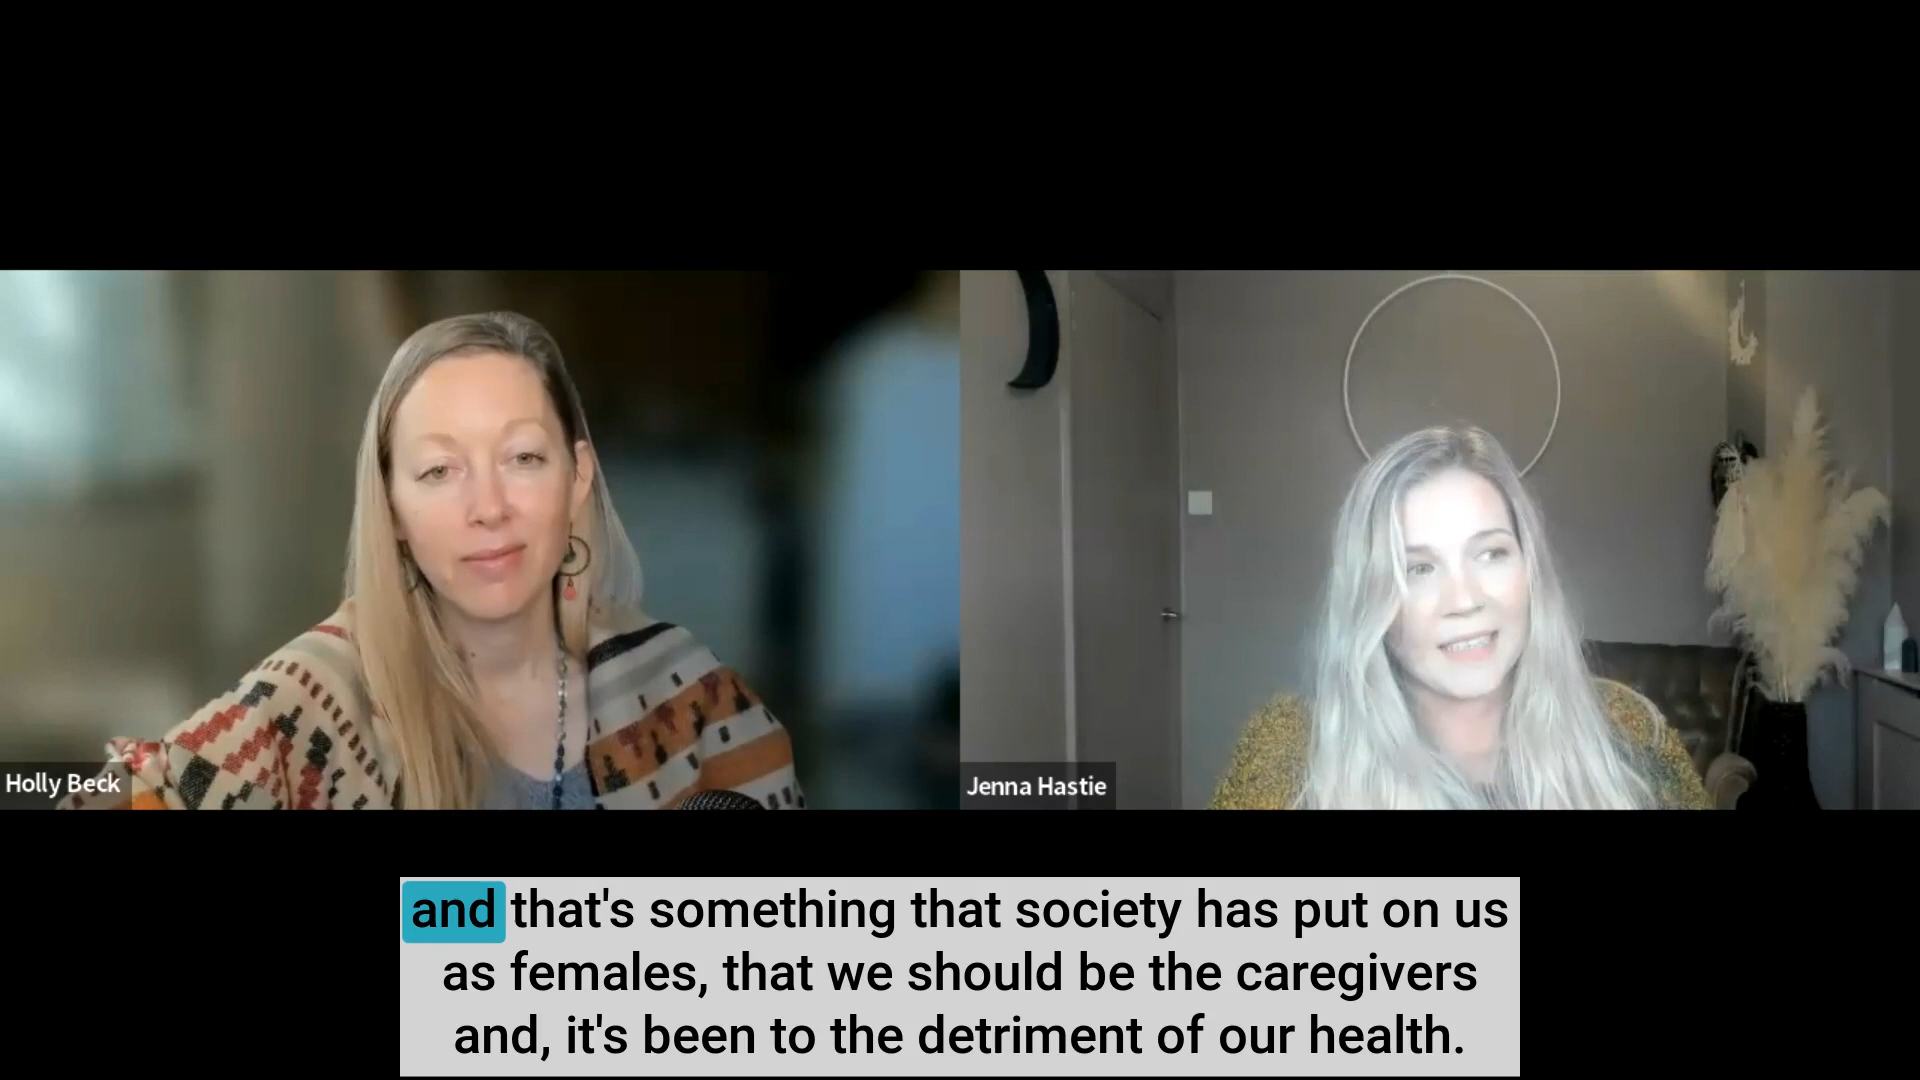 Holly Beck
Jenna Hastie
and that's something that society has put on us
as females, that we should be the caregivers
and, it's been to the detriment of our health.